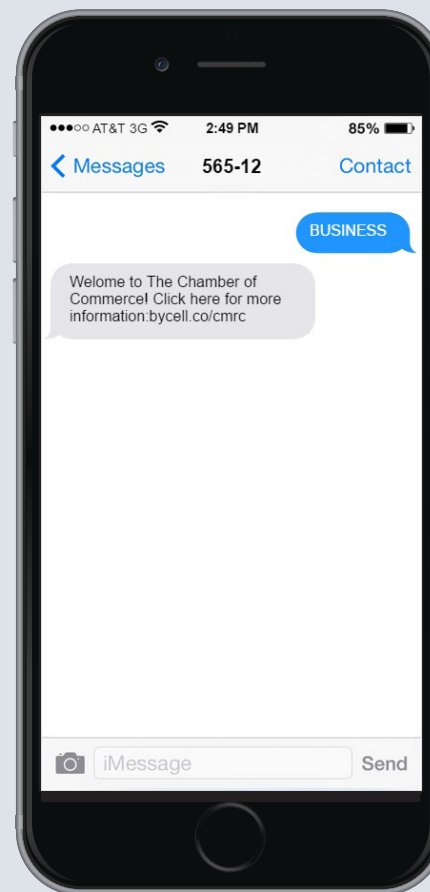 AT&T 3G 2:49 PM 85%
Messages 565-12 Contact
BUSINESS
Welome to The Chamber of
Commerce! Click here for more
information:bycell.co/cmrc
iMessage Send